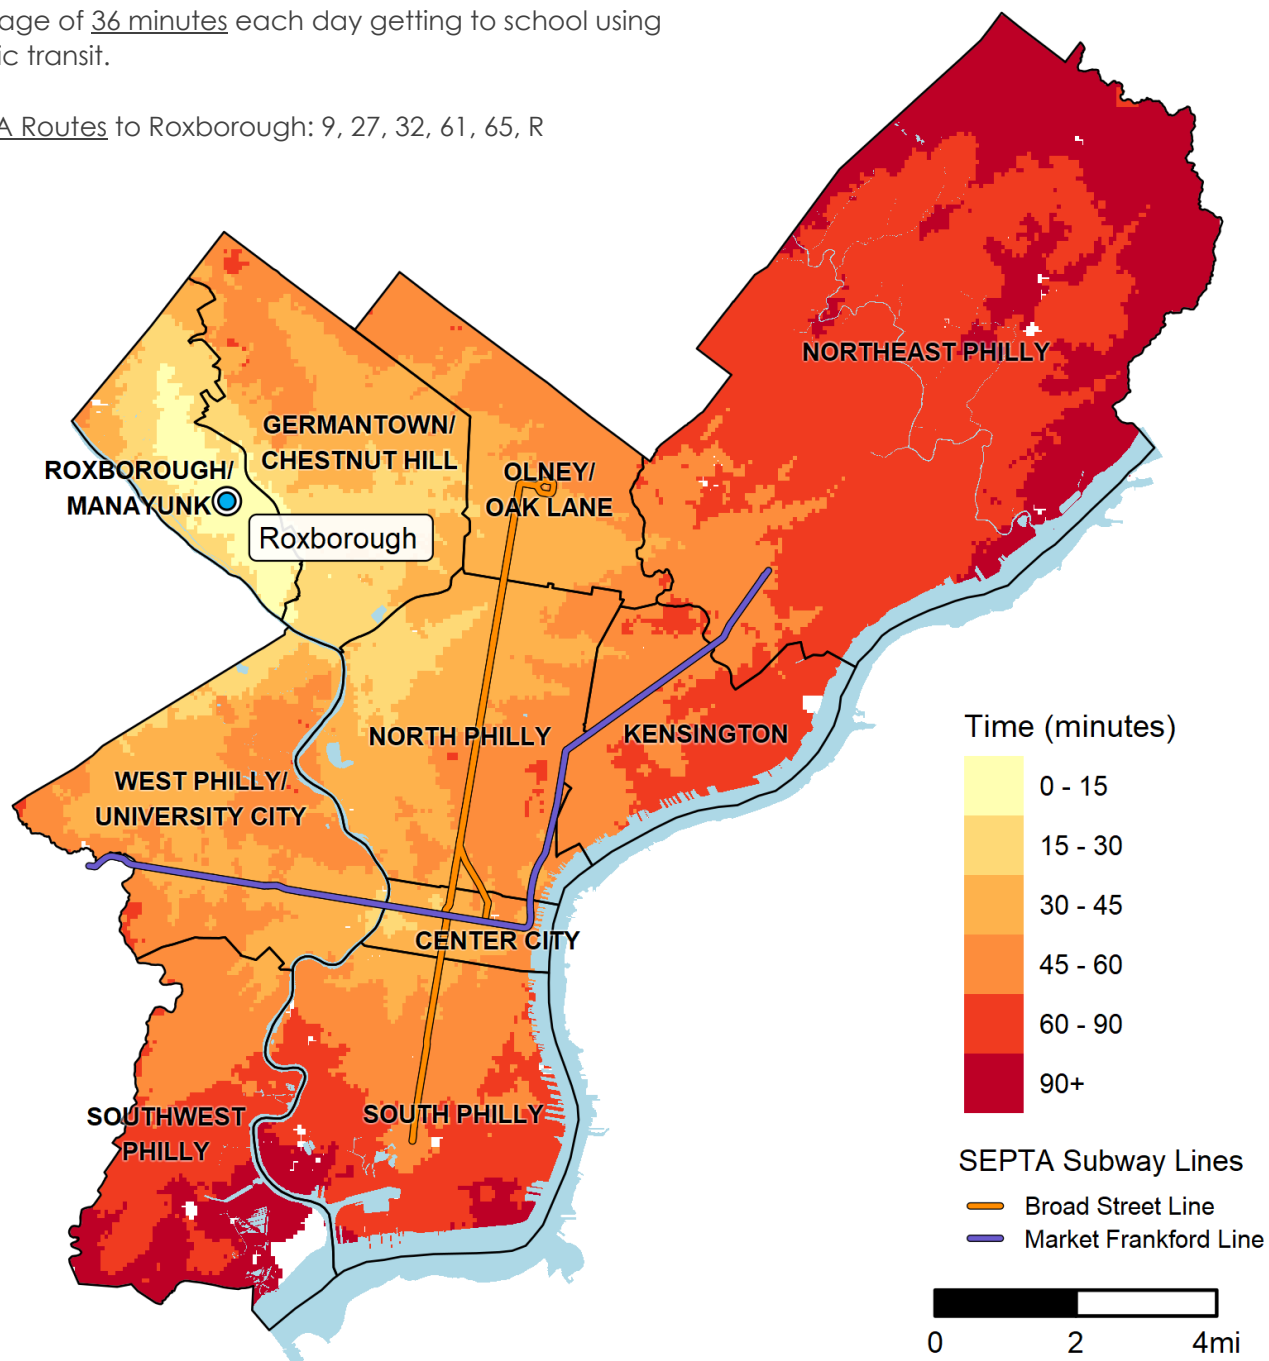 age of 36 minutes each day getting to school using
ic transit.
A Routes to Roxborough: 9, 27, 32, 61, 65, R
NORTHEAST PHILLY
GERMANTOWN/
CHESTNUT HILL
ROXBOROUGH/
MANAYUNK
OLNEY/
OAK LANE
Roxborough
NORTH PHILLY
KENSINGTON
WEST PHILLY/
UNIVERSITY CITY
CENTER CITY
SOUTHWEST
PHILLY
SOUTH PHILLY
Time (minutes)
0 - 15
15 - 30
30 - 45
45 - 60
60 - 90
90+
SEPTA Subway Lines
Broad Street Line
Market Frankford Line
0 2 4mi